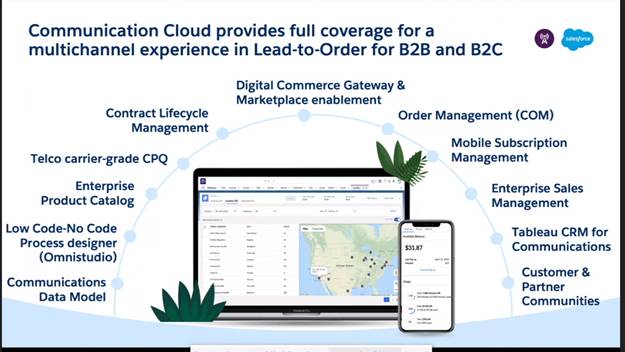 Communication Cloud provides full coverage for a
multichannel experience in Lead-to-Order for B2B and B2C
salesforce
Digital Commerce Gateway &
Marketplace enablement
Contract Lifecycle
Management
Order Management (COM)
Telco carrier-grade CPQ
Mobile Subscription
Management
Enterprise
Product Catalog
Enterprise Sales
Management
Low Code-No Code
Process designer
(Omnistudio)
Tableau CRM for
Communications
Communications
Data Model
Customer &
Partner
Communities
$31.87